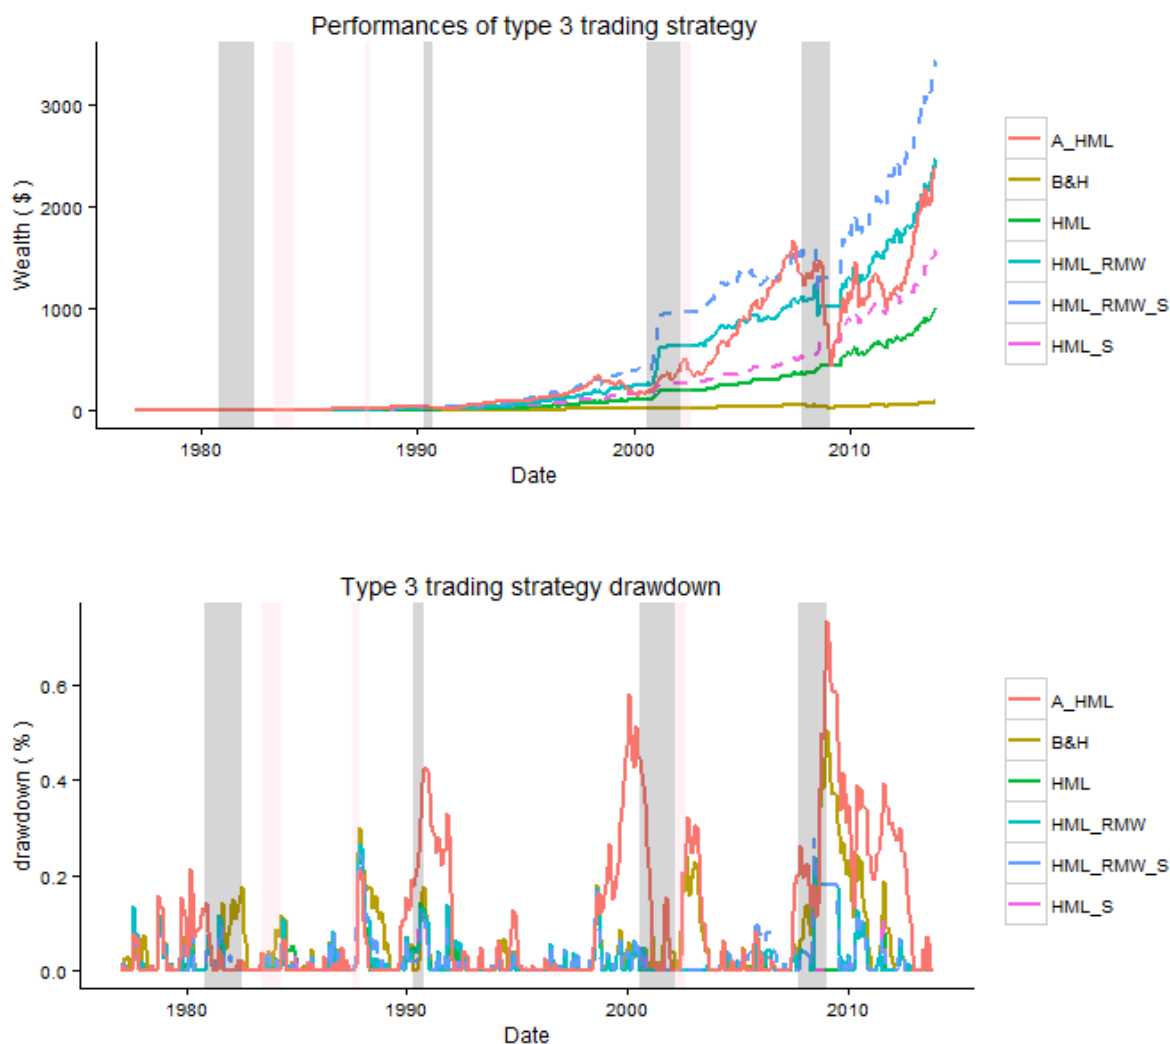 Performances of type 3 trading strategy
3000
2000
1000
0
Wealth ( $ )
1980 1990 2000 2010
Date
A_HML
B&H
HML
HML_RMW
HML_RMW_S
HML_S
Type 3 trading strategy drawdown
0.6
0.4
0.2
0.0
drawdown ( % )
1980 1990 2000 2010
Date
A_HML
B&H
HML
HML_RMW
HML_RMW_S
HML_S